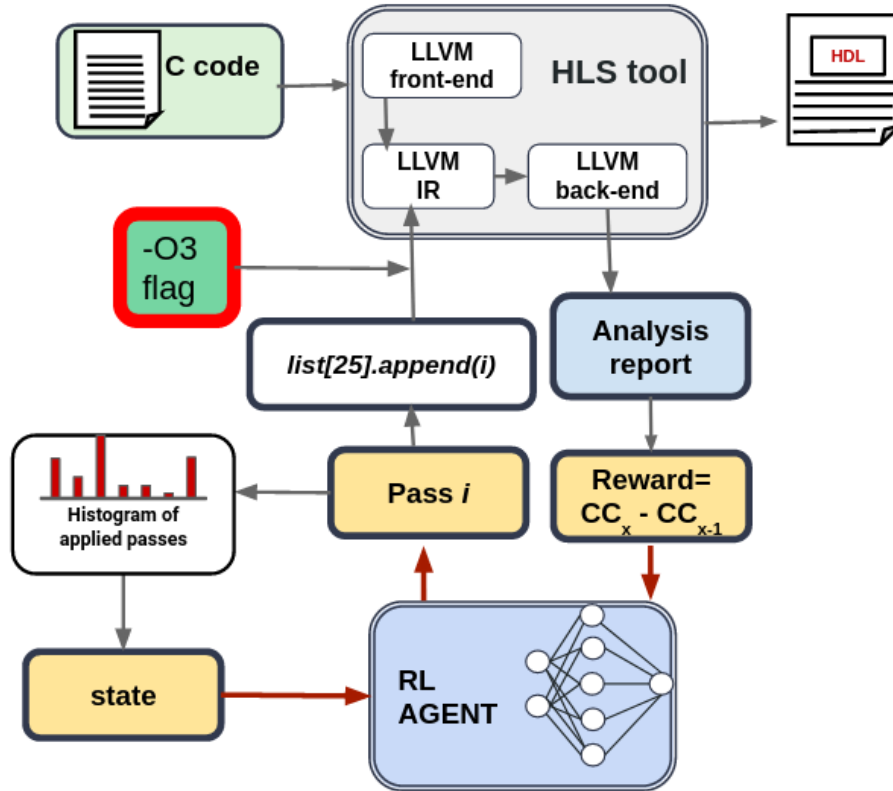 C code
LLVM
front-end
HLS tool
HDL
LLVM
IR
LLVM
back-end
-O3
flag
list[25].append(i)
Analysis
report
Histogram of
applied passes
Pass i
Reward=
CCx - CCx-1
state
RL
AGENT